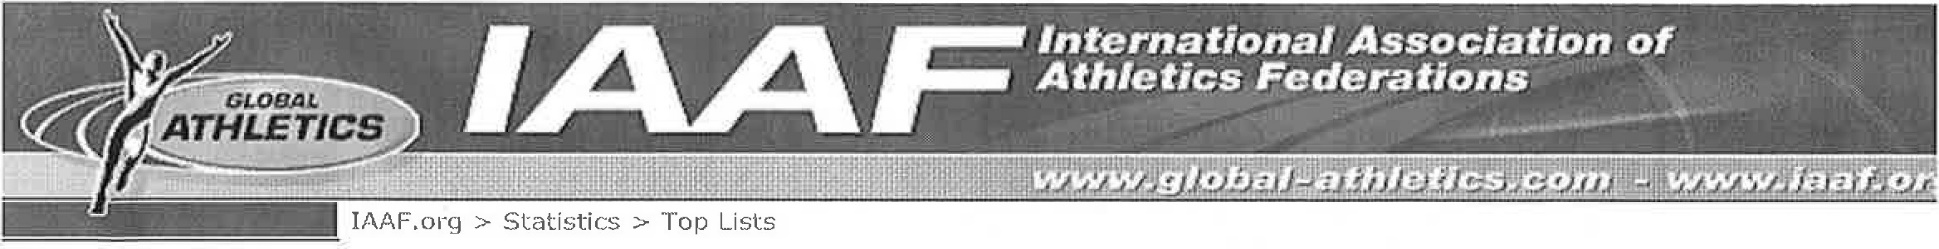 GLOBAL
ATHLETICS
IAAF
International Association of
Athletics Federations
www.global-athletics.com - www.iaaf.or
IAAF.org > Statistics > Top Lists